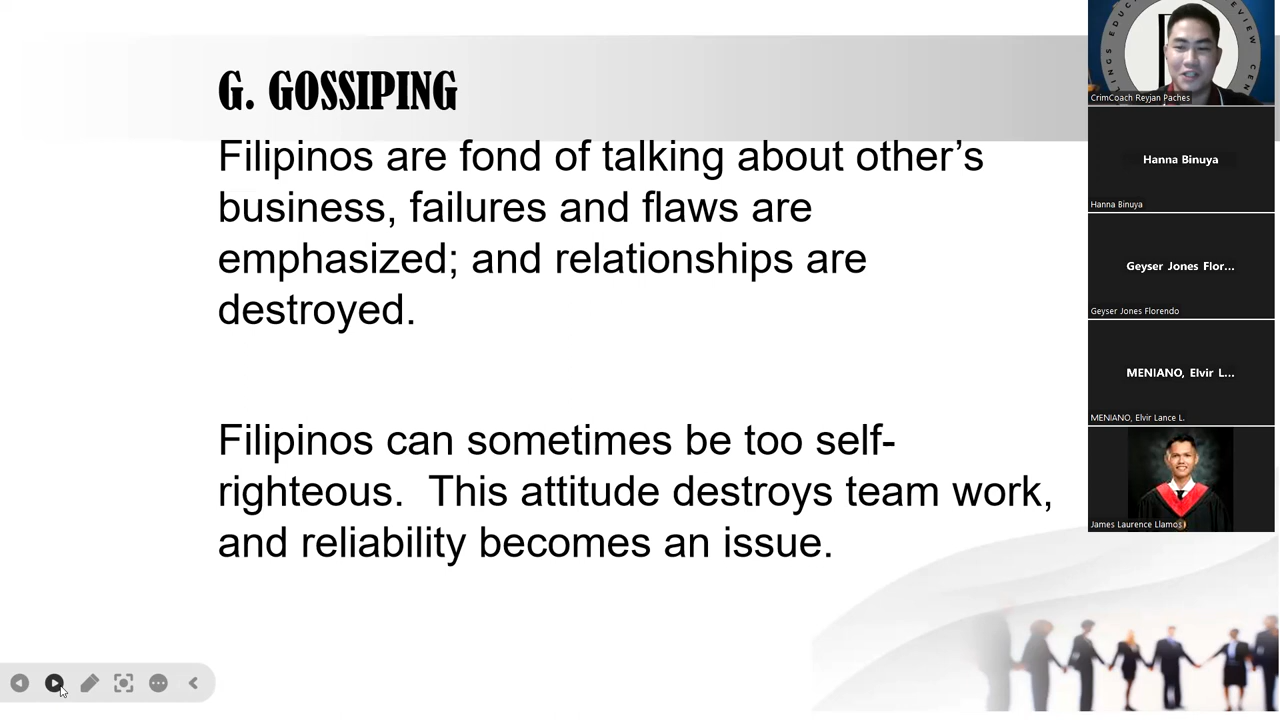 G. GOSSIPING
Filipinos are fond of talking about other’s
business, failures and flaws are
emphasized; and relationships are
destroyed.
Filipinos can sometimes be too self-
righteous.  This attitude destroys team work,
and reliability becomes an issue.
CrimCoach Reyjan Paches
Hanna Binuya
Hanna Binuya
Geyser Jones Flor...
Geyser Jones Florendo
MENIANO, Elvir L...
MENIANO, Elvir Lance L.
James Laurence Llamos